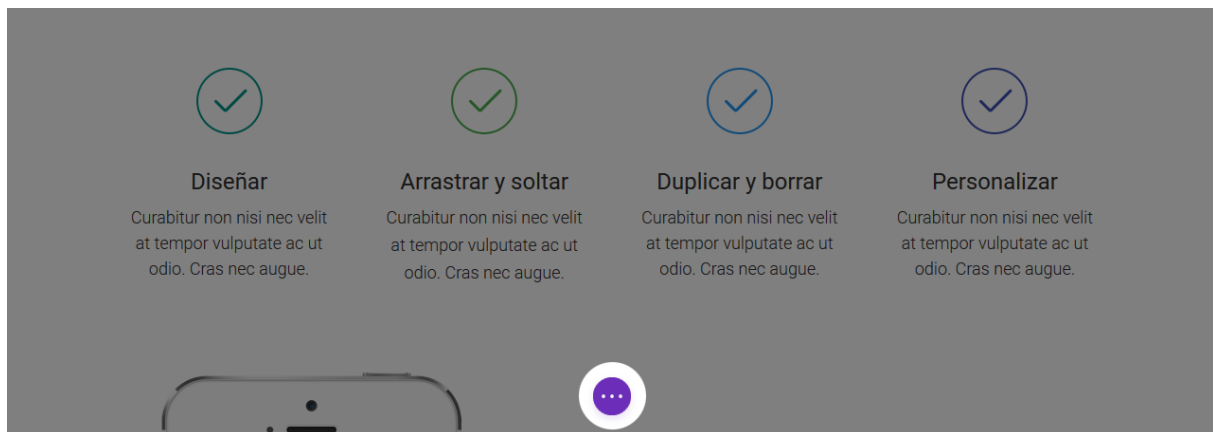 Diseñar
Curabitur non nisi nec velit
at tempor vulputate ac ut
odio. Cras nec augue.
Arrastrar y soltar
Curabitur non nisi nec velit
at tempor vulputate ac ut
odio. Cras nec augue.
Duplicar y borrar
Curabitur non nisi nec velit
at tempor vulputate ac ut
odio. Cras nec augue.
Personalizar
Curabitur non nisi nec velit
at tempor vulputate ac ut
odio. Cras nec augue.